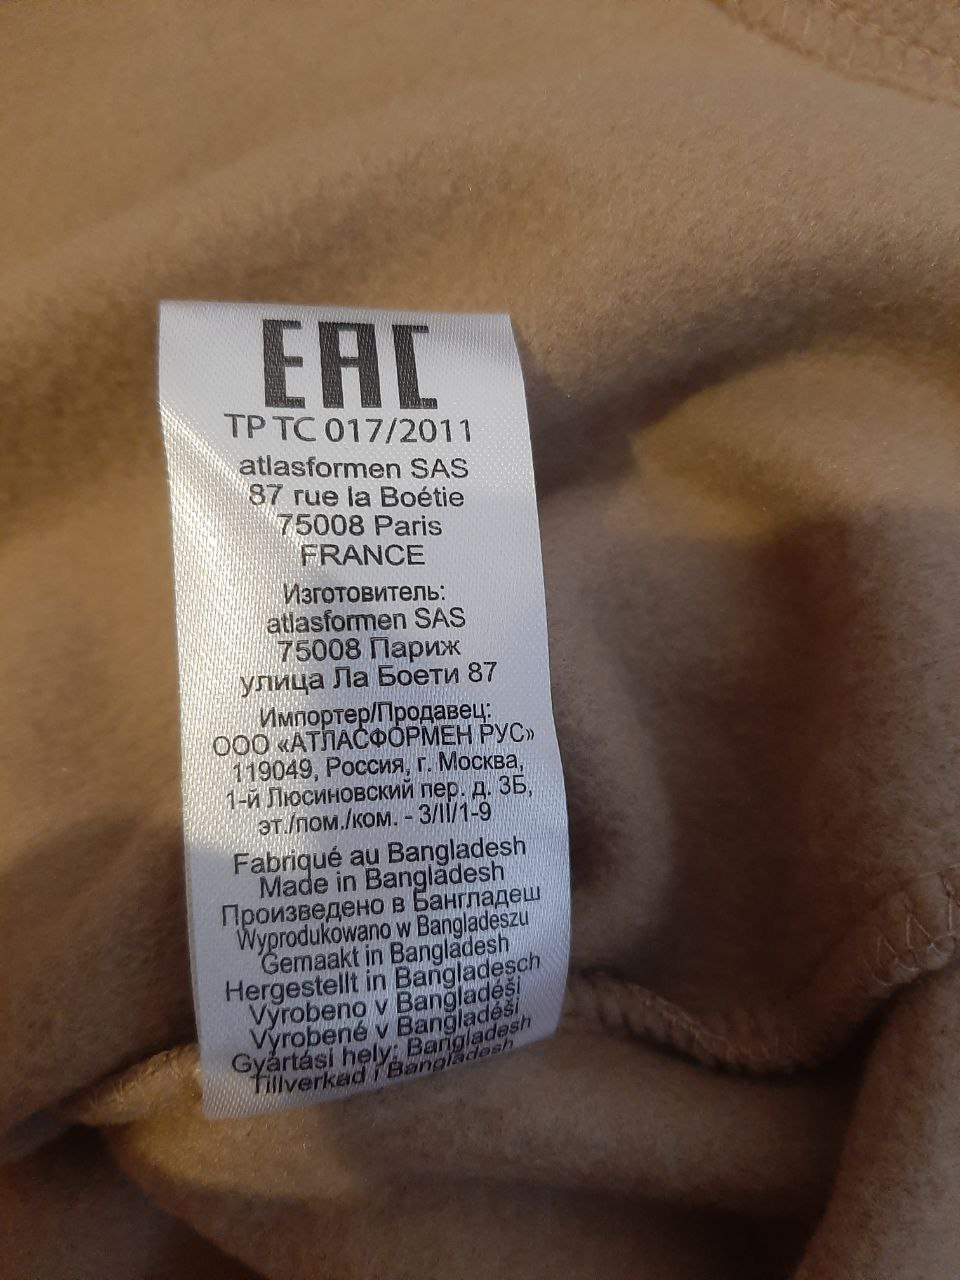 EAC
ТР ТС 017/2011
atlasformen SAS
87 rue la Boétie
75008 Paris
FRANCE
Изготовитель:
atlasformen SAS
75008 Париж
улица Ла Боети 87
Импортер/Продавец:
ООО «АТЛАСФОРМЕН РУС»
119049, Россия, г. Москва,
1-й Люсиновский пер. д. 3Б,
эт./пом./ком. - 3/II/1-9
Fabriqué au Bangladesh
Made in Bangladesh
Произведено в Бангладеш
Wyprodukowano w Bangladeszu
Gemaakt in Bangladesh
Hergestellt in Bangladesch
Vyrobeno v Bangladéši
Vyrobené v Bangladéši
Gyártási hely: Bangladesh
Tillverkad i Bangladesh